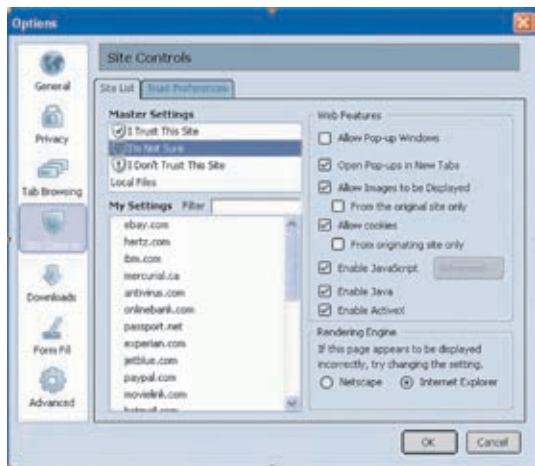 Options
General
Privacy
Tab Browsing
Downloads
Form Fill
Advanced
Site Controls
Site List
Trust Preferences
Master Settings
I Trust This Site
I'm Not Sure
I Don't Trust This Site
Local Files
My Settings Filter
ebay.com
hertz.com
ibm.com
mercurial.ca
antivirus.com
onlinebank.com
passport.net
experian.com
jetblue.com
paypal.com
movielink.com
hotmail.com
Web Features
Allow Pop-up Windows
Open Pop-ups in New Tabs
Allow Images to be Displayed
From the original site only
Allow cookies
From originating site only
Enable JavaScript
Advanced...
Enable Java
Enable ActiveX
Rendering Engine
If this page appears to be displayed
incorrectly, try changing the setting.
Netscape
Internet Explorer
OK
Cancel